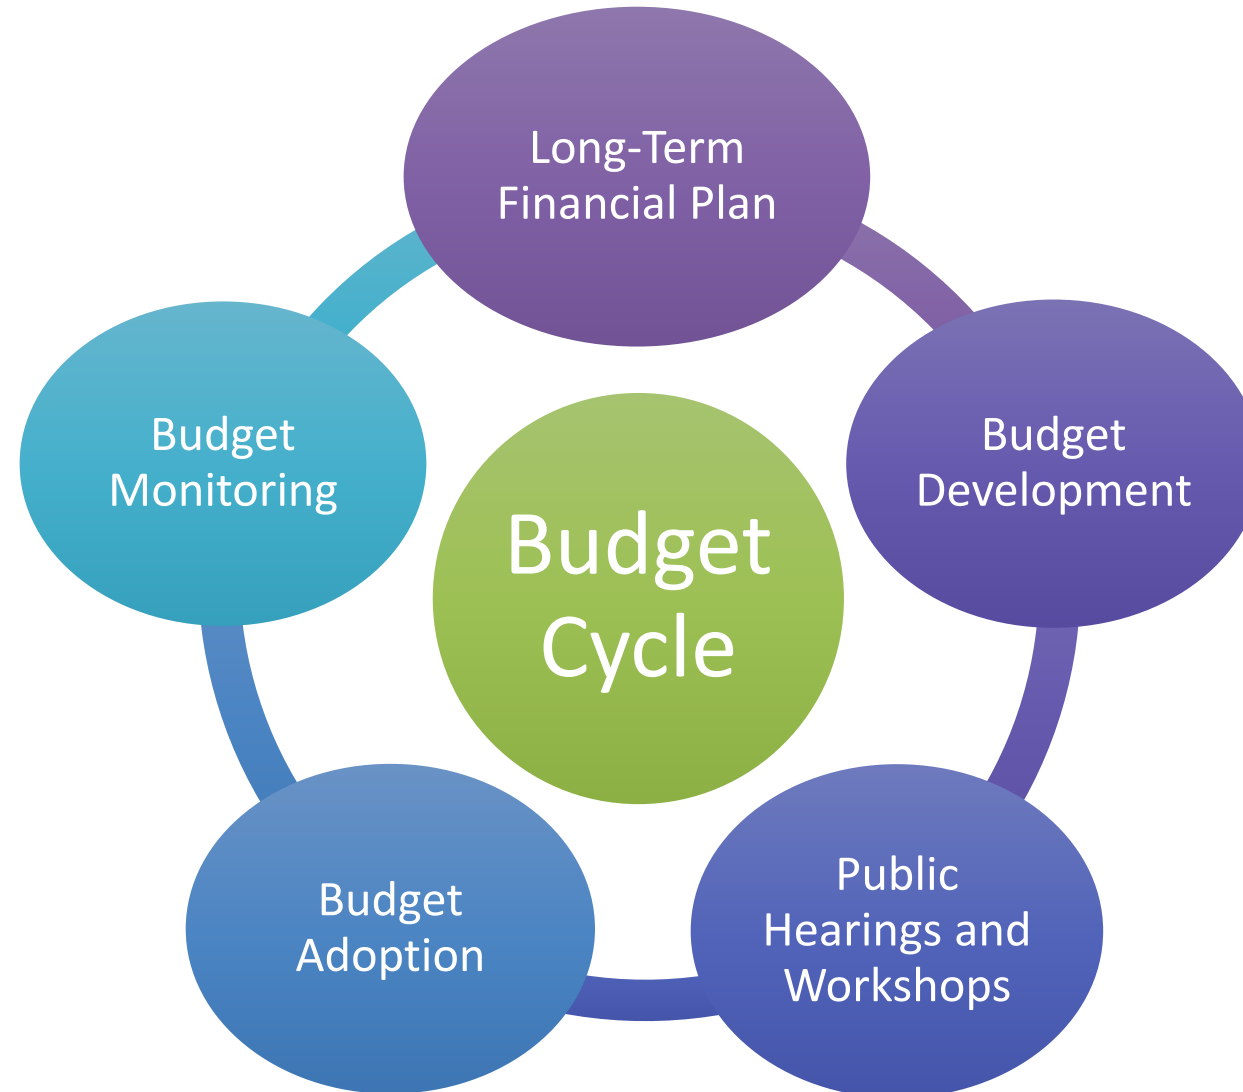 Long-Term
Financial Plan
Budget
Development
Public
Hearings and
Workshops
Budget
Adoption
Budget
Monitoring
Budget
Cycle